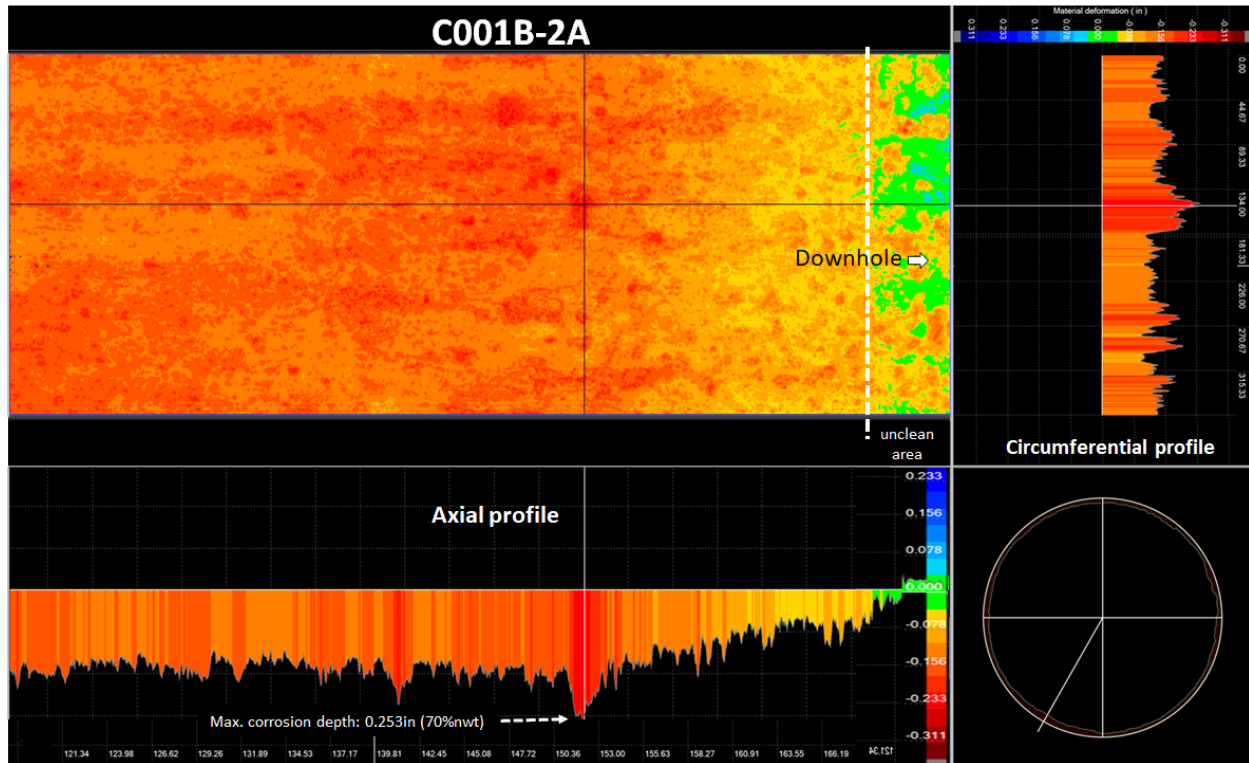 C001B-2A
Material deformation ( in )
0.311
0.233
0.156
0.078
0.000
-0.078
-0.156
-0.233
-0.311
0.00
44.67
89.33
134.00
181.33
226.00
270.67
315.33
Downhole
unclean
area
Circumferential profile
Axial profile
0.233
0.156
0.078
0.000
-0.078
-0.156
-0.233
-0.311
Max. corrosion depth: 0.253in (70%nwt)
121.34 123.98 126.62 129.26 131.89 134.53 137.17 139.81 142.45 145.08 147.72 150.36 153.00 155.63 158.27 160.91 163.55 166.19 121.34